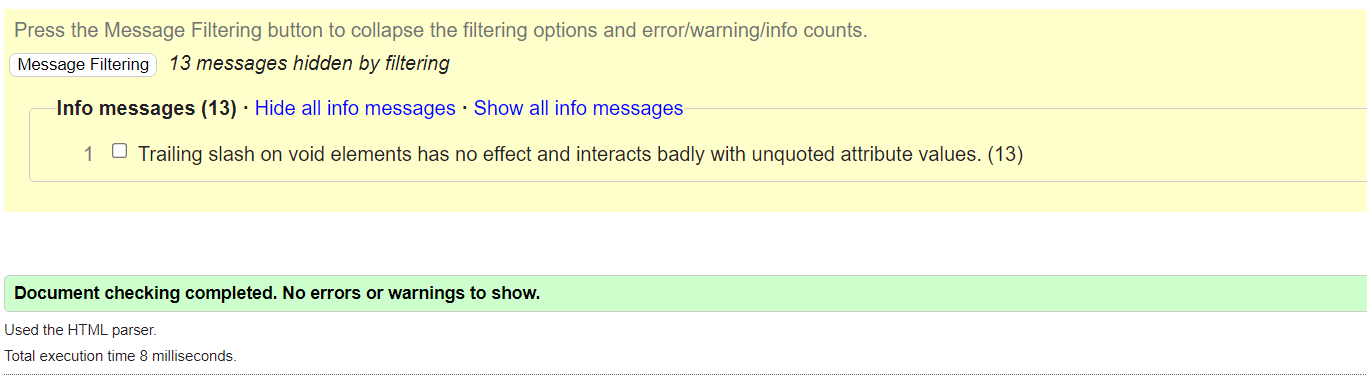 Press the Message Filtering button to collapse the filtering options and error/warning/info counts.
Message Filtering 13 messages hidden by filtering
Info messages (13) · Hide all info messages · Show all info messages
1 Trailing slash on void elements has no effect and interacts badly with unquoted attribute values. (13)
Document checking completed. No errors or warnings to show.
Used the HTML parser.
Total execution time 8 milliseconds.